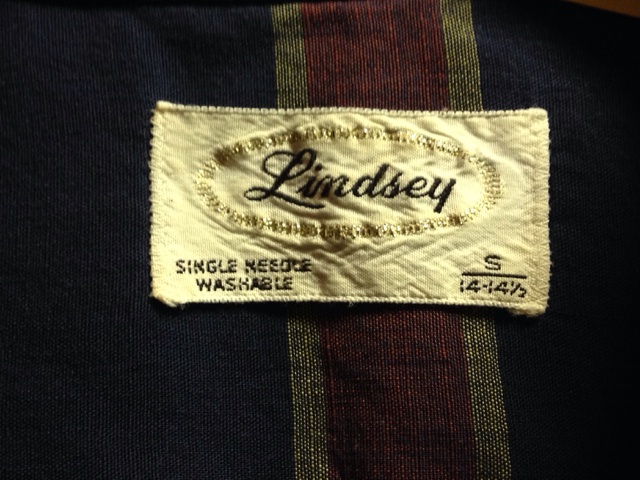 Lindsey
SINGLE NEEDLE
WASHABLE
S
14-14½